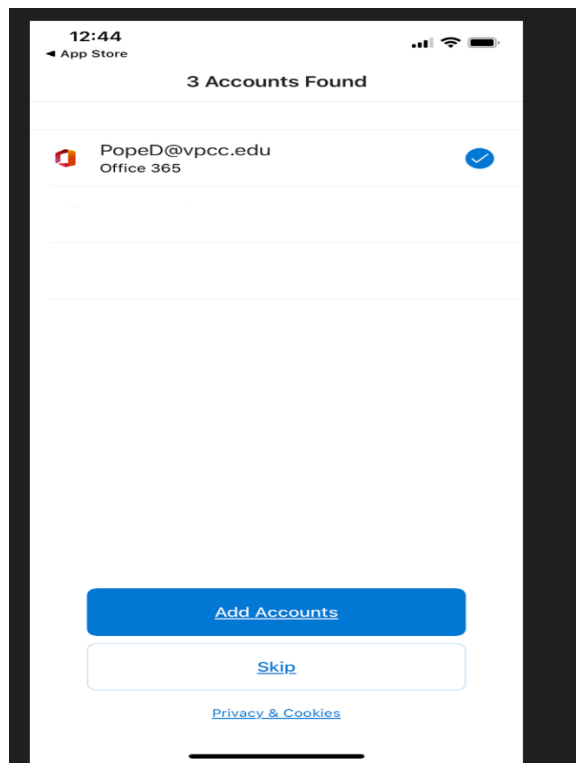 12:44
◀ App Store
3 Accounts Found
PopeD@vpcc.edu
Office 365
Add Accounts
Skip
Privacy & Cookies